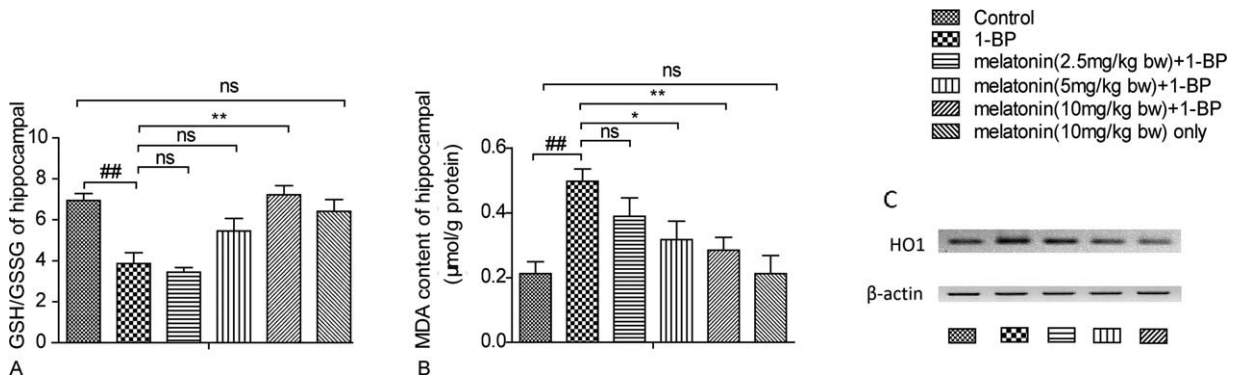 Control
1-BP
melatonin(2.5mg/kg bw)+1-BP
melatonin(5mg/kg bw)+1-BP
melatonin(10mg/kg bw)+1-BP
melatonin(10mg/kg bw) only
ns
**
ns
ns
##
10
8
6
4
2
0
GSH/GSSG of hippocampal
A
ns
**
*
ns
##
0.6
0.4
0.2
0.0
MDA content of hippocampal
(μmol/g protein)
B
C
HO1
β-actin